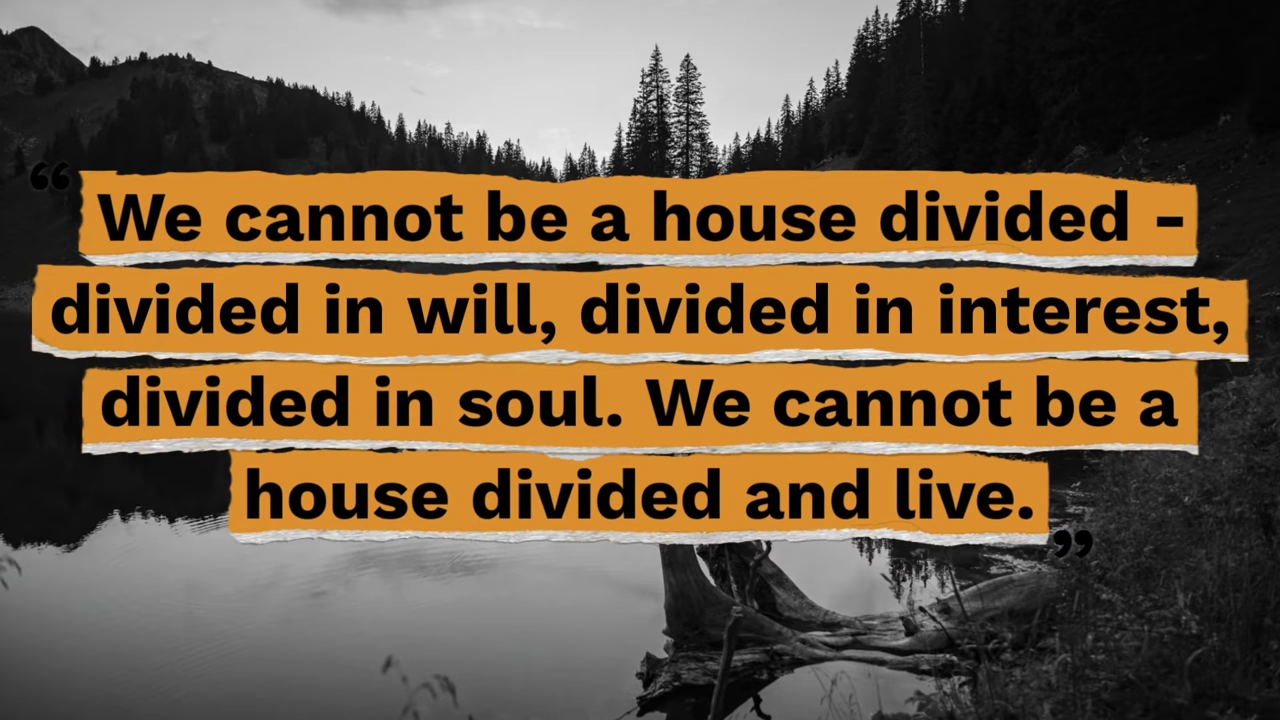 “ We cannot be a house divided -
divided in will, divided in interest,
divided in soul. We cannot be a
house divided and live. ”